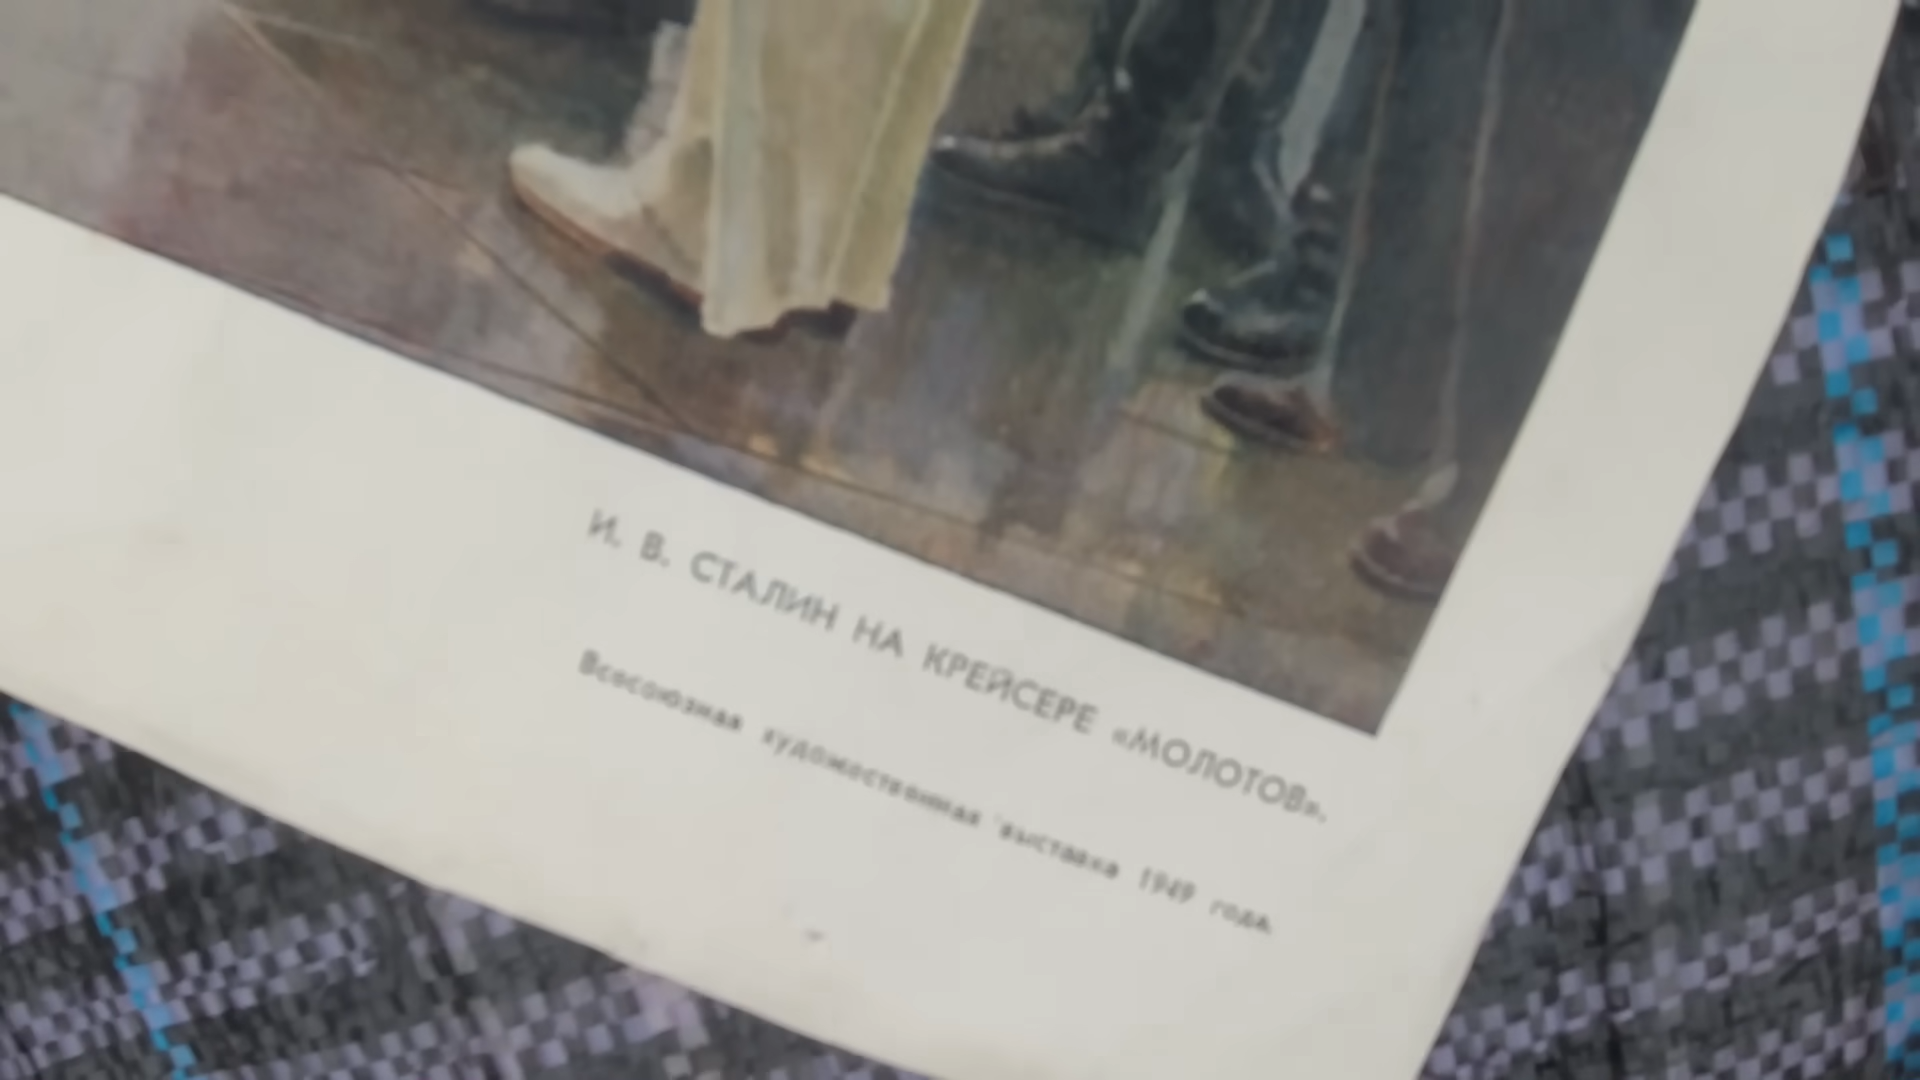 И. В. СТАЛИН НА КРЕЙСЕРЕ «МОЛОТОВ».
Всесоюзная художественная выставка 1949 года.